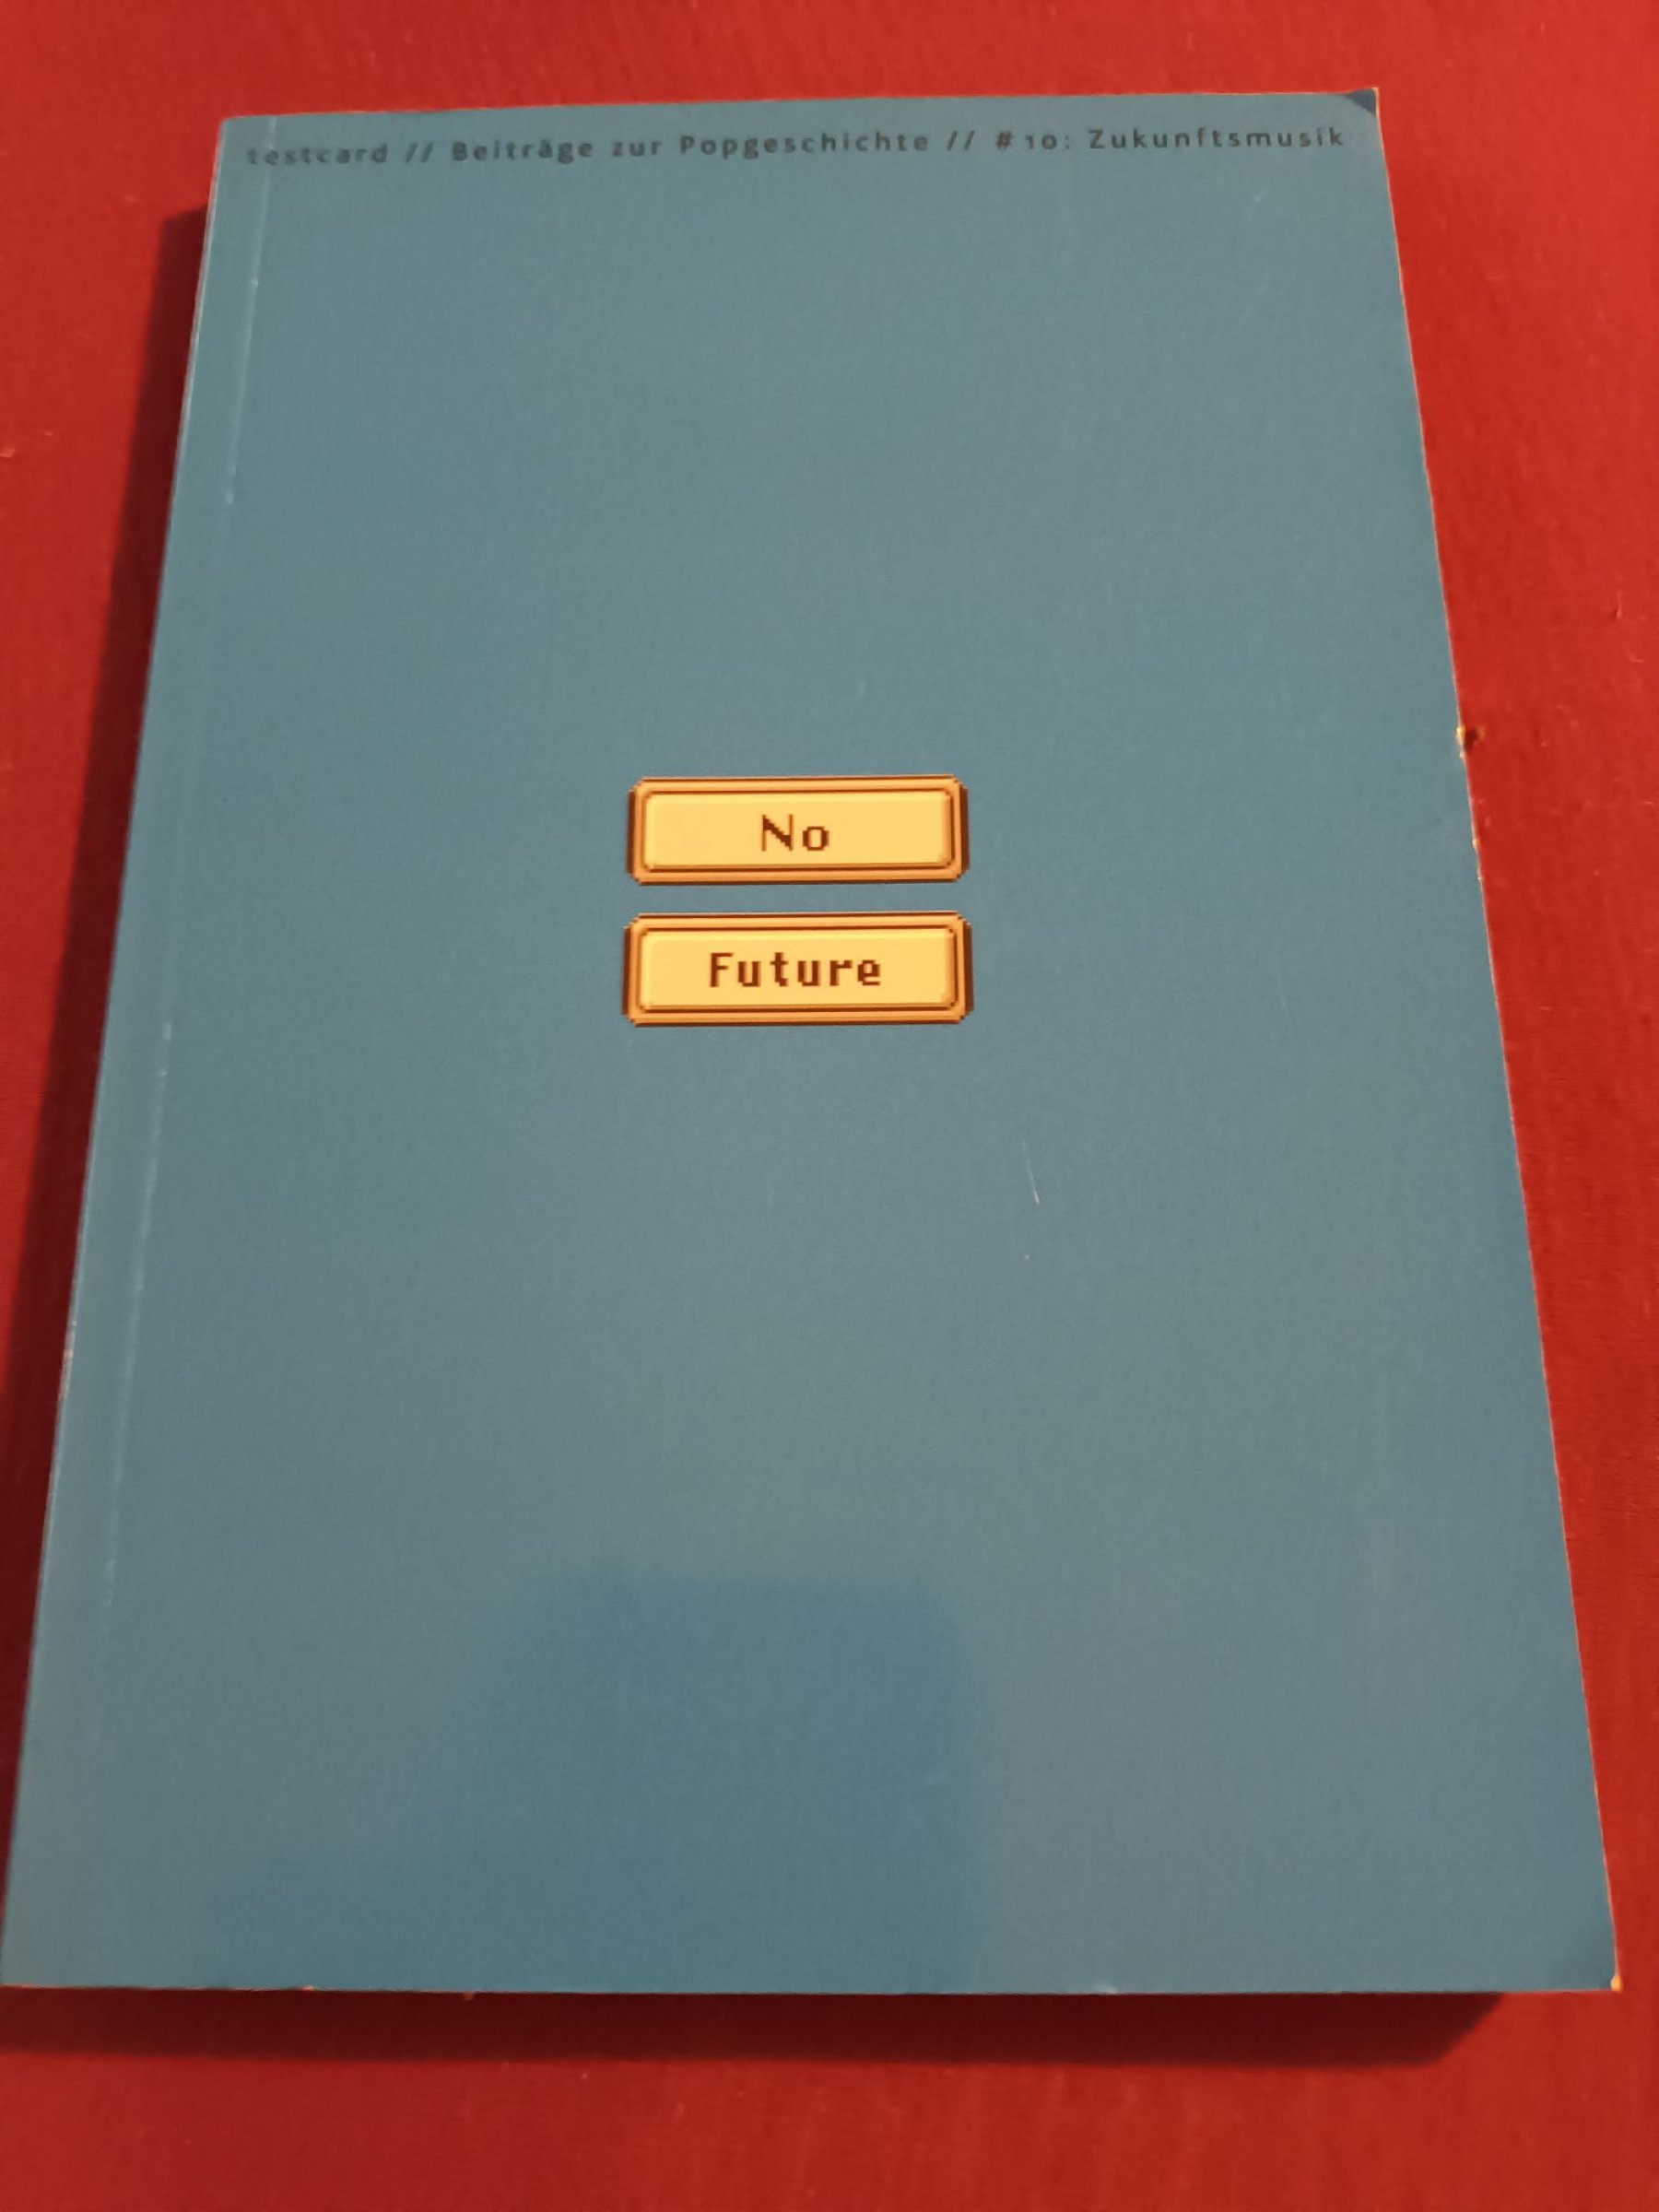 testcard // Beiträge zur Popgeschichte // #10: Zukunftsmusik
No
Future